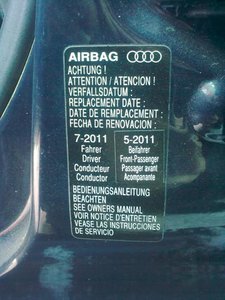 AIRBAG
ACHTUNG !
ATTENTION / ATENCION !
VERFALLSDATUM :
REPLACEMENT DATE :
DATE DE REMPLACEMENT :
FECHA DE RENOVACION :
7-2011 5-2011
Fahrer Beifahrer
Driver Front-Passenger
Conducteur Passager avant
Conductor Acompanante
BEDIENUNGSANLEITUNG
BEACHTEN
SEE OWNERS MANUAL
VOIR NOTICE D'ENTRETIEN
VEASE LAS INSTRUCCIONES
DE SERVICIO